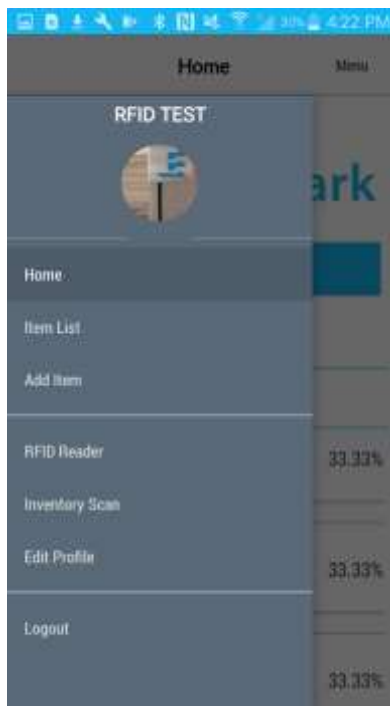 30% 4:22 PM
Home Menu
RFID TEST
ark
Home
Item List
Add Item
RFID Reader
33.33%
Inventory Scan
Edit Profile
33.33%
Logout
33.33%